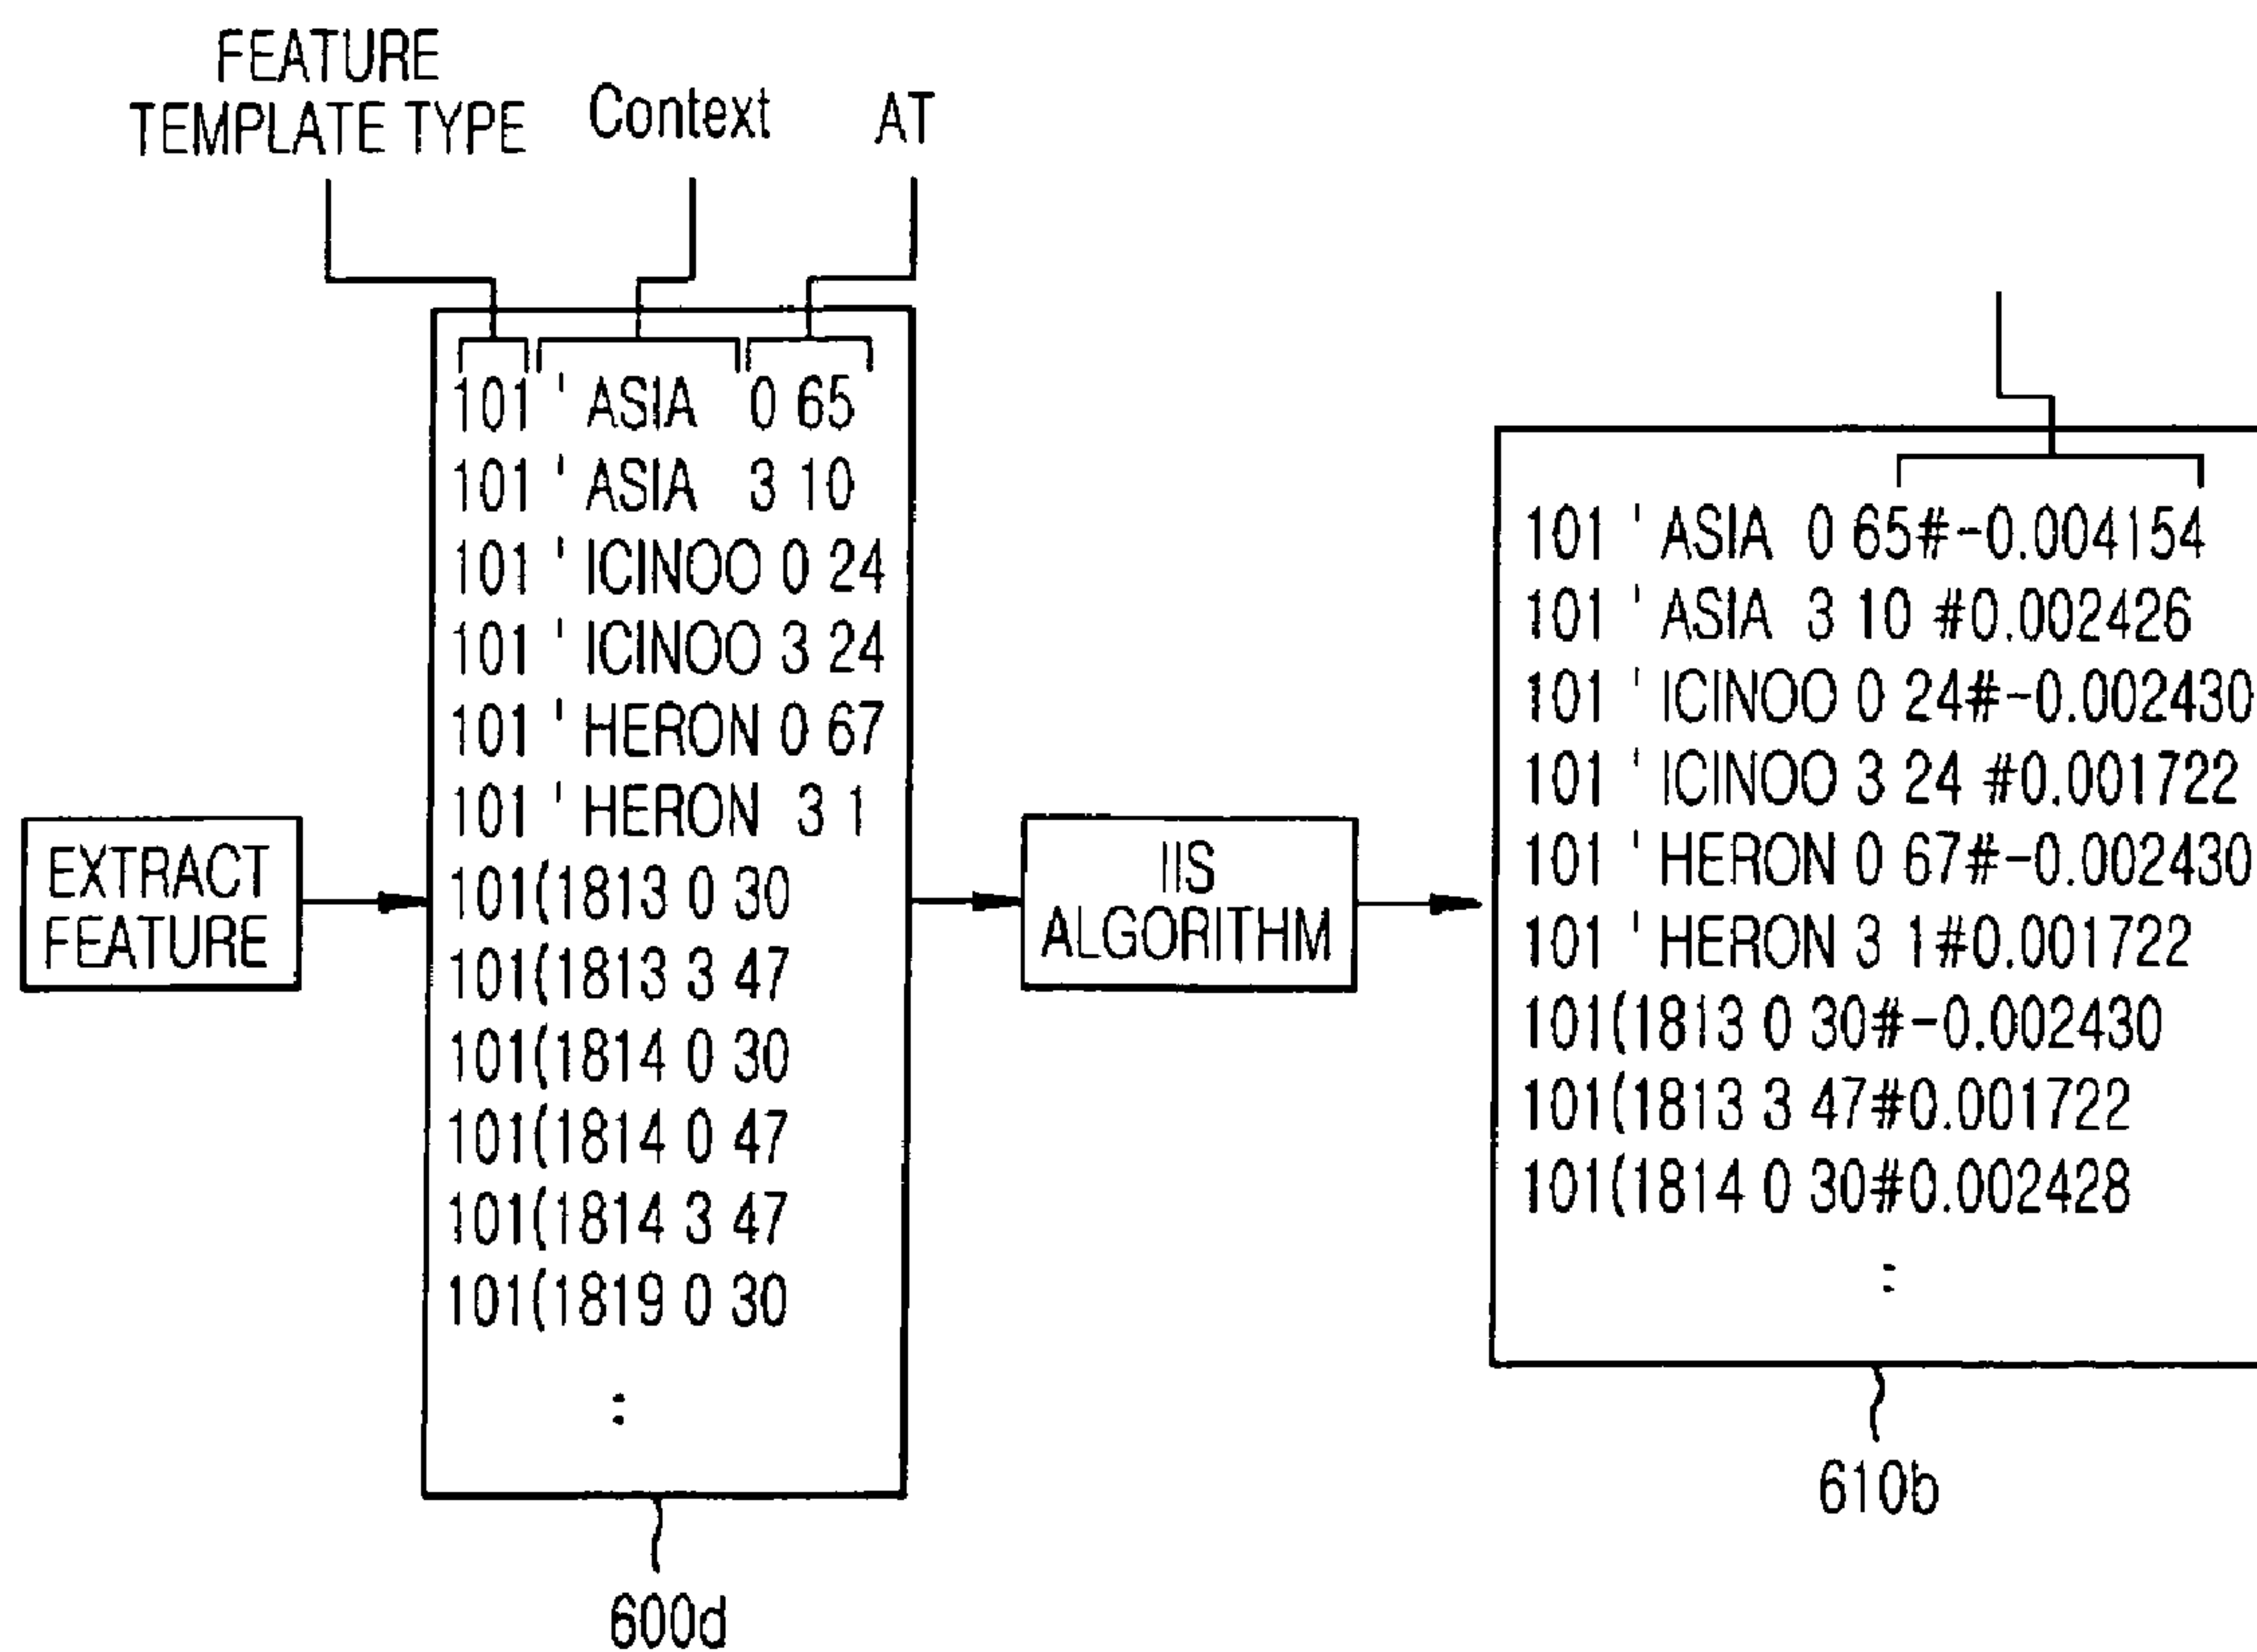 FEATURE
TEMPLATE TYPE
Context
AT
101 ' ASIA 0 65
101 ' ASIA 3 10
101 ' ICINOO 0 24
101 ' ICINOO 3 24
101 ' HERON 0 67
101 ' HERON 3 1
101(1813 0 30
101(1813 3 47
101(1814 0 30
101(1814 0 47
101(1814 3 47
101(1819 0 30
:
600d
EXTRACT
FEATURE
IIS
ALGORITHM
101 ' ASIA 0 65#-0.004154
101 ' ASIA 3 10 #0.002426
101 ' ICINOO 0 24#-0.002430
101 ' ICINOO 3 24 #0.001722
101 ' HERON 0 67#-0.002430
101 ' HERON 3 1#0.001722
101(1813 0 30#-0.002430
101(1813 3 47#0.001722
101(1814 0 30#0.002428
:
610b